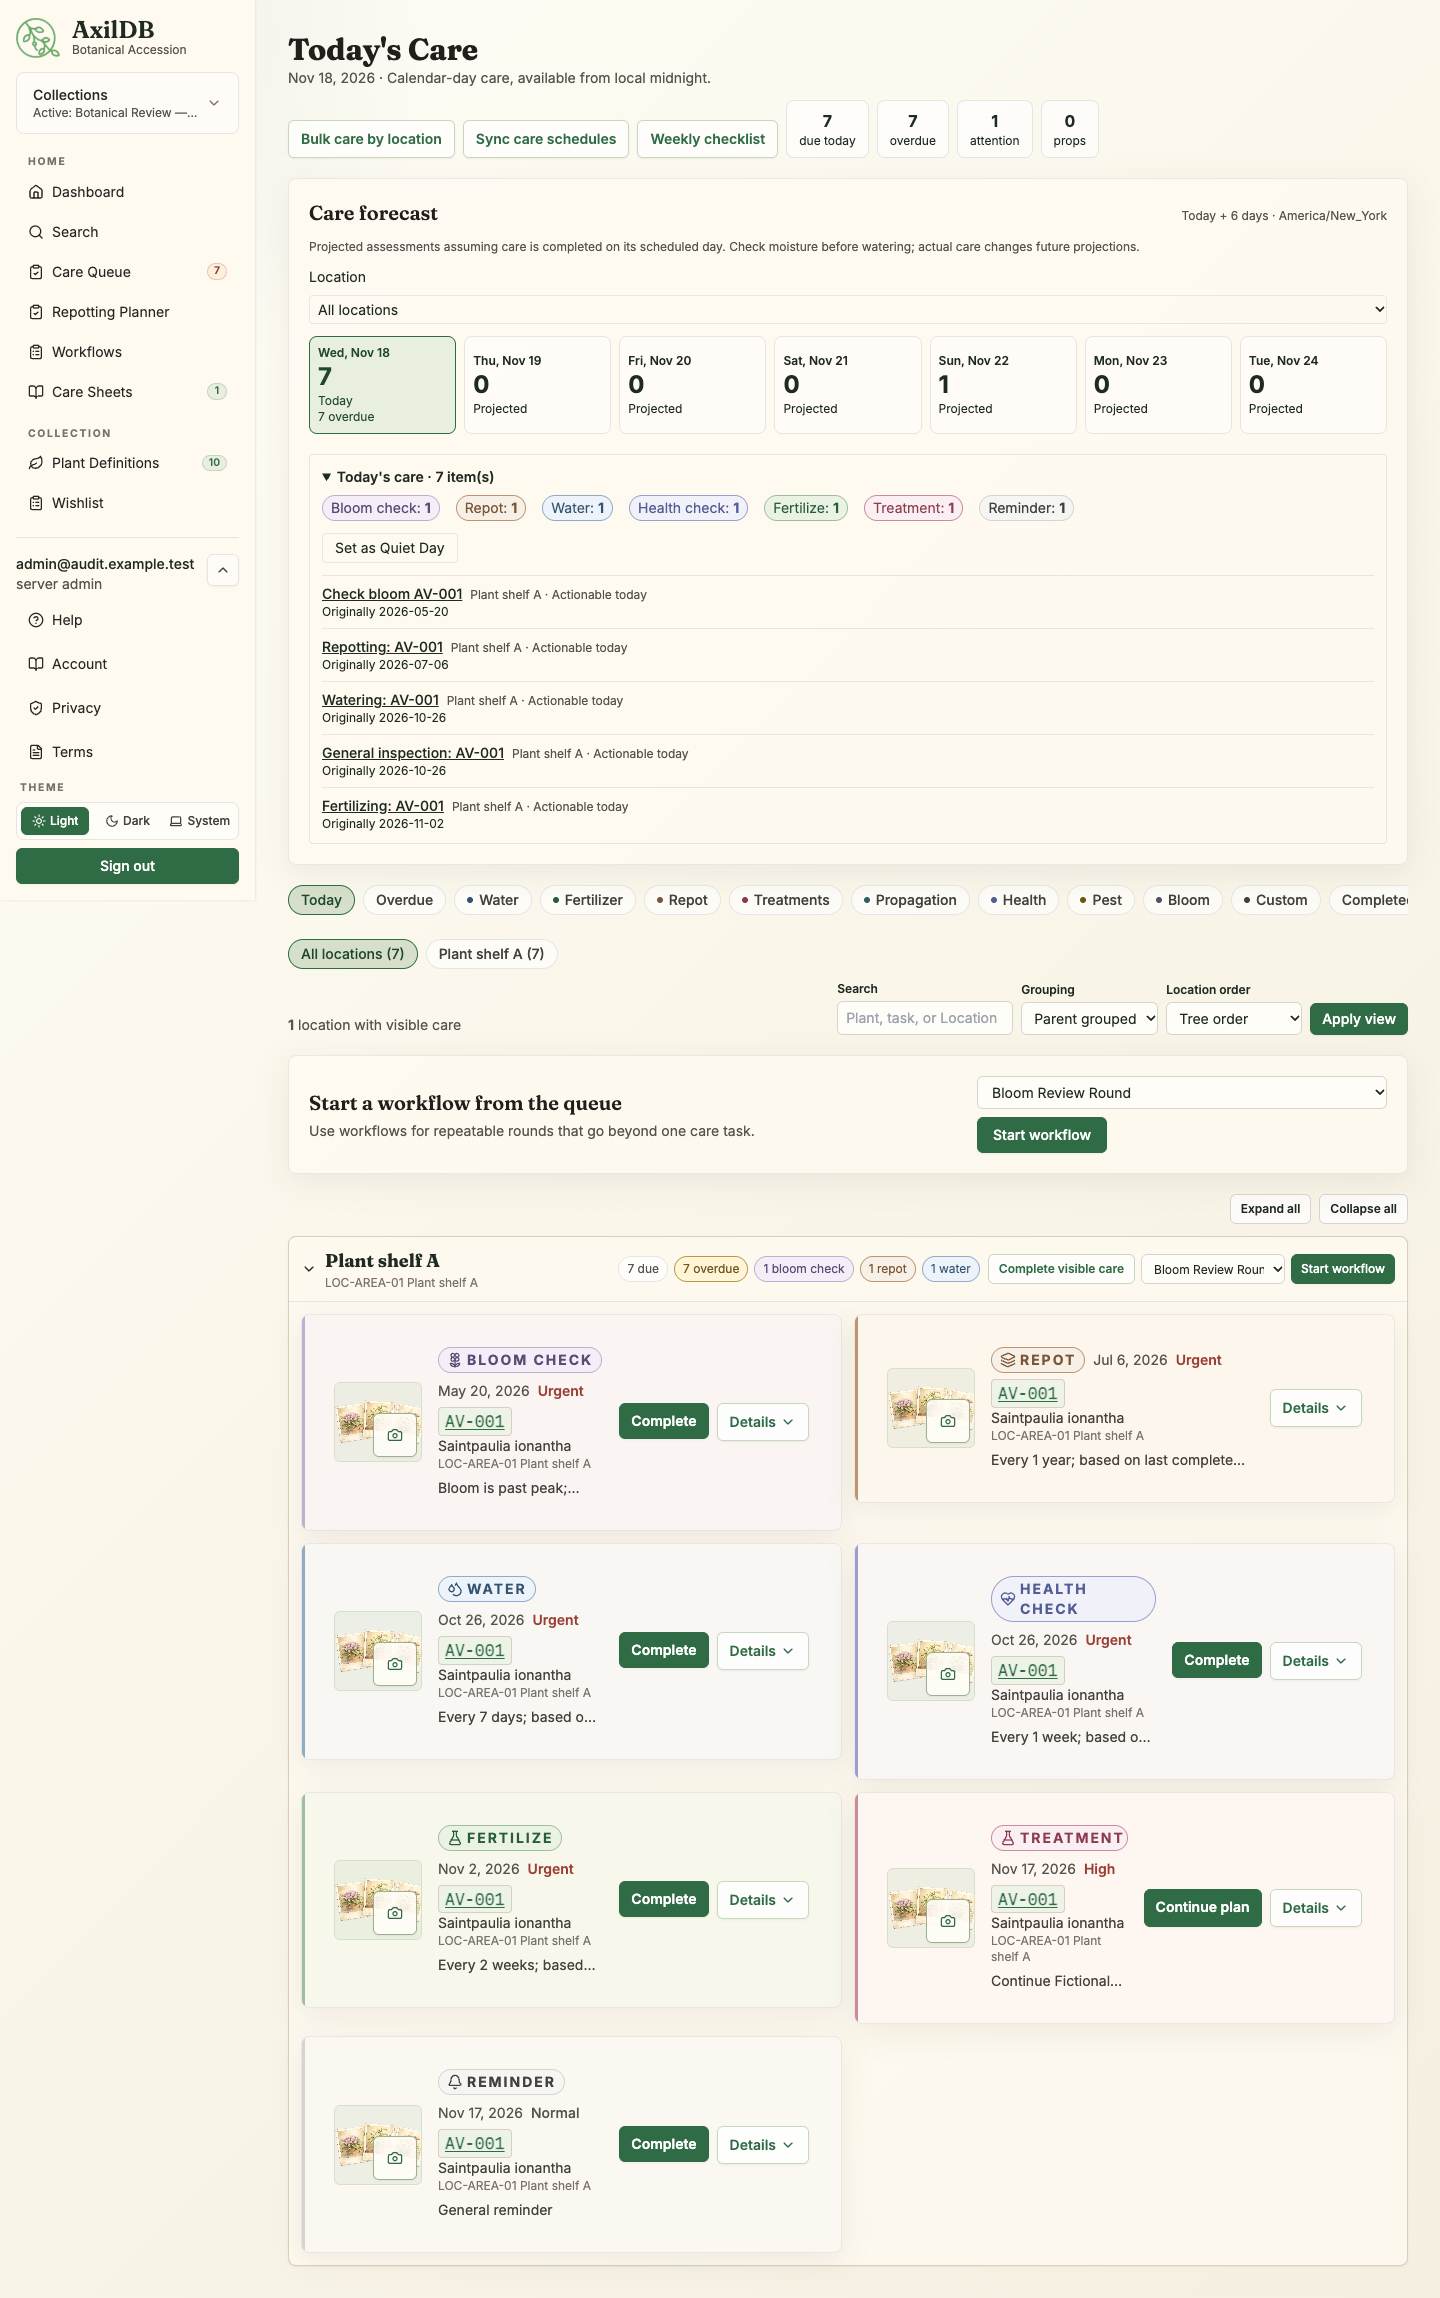 AxilDB
Botanical Accession
Collections
Active: Botanical Review —...
HOME
Dashboard
Search
Care Queue 7
Repotting Planner
Workflows
Care Sheets 1
COLLECTION
Plant Definitions 10
Wishlist
admin@audit.example.test
server admin
Help
Account
Privacy
Terms
THEME
Light Dark System
Sign out
Today's Care
Nov 18, 2026 · Calendar-day care, available from local midnight.
Bulk care by location Sync care schedules Weekly checklist
7
due today
7
overdue
1
attention
0
props
Care forecast
Today + 6 days · America/New_York
Projected assessments assuming care is completed on its scheduled day. Check moisture before watering; actual care changes future projections.
Location
All locations
Wed, Nov 18
7
Today
7 overdue
Thu, Nov 19
0
Projected
Fri, Nov 20
0
Projected
Sat, Nov 21
0
Projected
Sun, Nov 22
1
Projected
Mon, Nov 23
0
Projected
Tue, Nov 24
0
Projected
▼ Today's care · 7 item(s)
Bloom check: 1 Repot: 1 Water: 1 Health check: 1 Fertilize: 1 Treatment: 1 Reminder: 1
Set as Quiet Day
Check bloom AV-001 Plant shelf A · Actionable today
Originally 2026-05-20
Repotting: AV-001 Plant shelf A · Actionable today
Originally 2026-07-06
Watering: AV-001 Plant shelf A · Actionable today
Originally 2026-10-26
General inspection: AV-001 Plant shelf A · Actionable today
Originally 2026-10-26
Fertilizing: AV-001 Plant shelf A · Actionable today
Originally 2026-11-02
Today Overdue • Water • Fertilizer • Repot • Treatments • Propagation • Health • Pest • Bloom • Custom Completed
All locations (7) Plant shelf A (7)
1 location with visible care
Search
Plant, task, or Location
Grouping
Parent grouped
Location order
Tree order
Apply view
Start a workflow from the queue
Use workflows for repeatable rounds that go beyond one care task.
Bloom Review Round
Start workflow
Expand all Collapse all
Plant shelf A
LOC-AREA-01 Plant shelf A
7 due 7 overdue 1 bloom check 1 repot 1 water Complete visible care Bloom Review Roun Start workflow
BLOOM CHECK
May 20, 2026 Urgent
AV-001
Saintpaulia ionantha
LOC-AREA-01 Plant shelf A
Bloom is past peak;...
Complete Details
REPOT Jul 6, 2026 Urgent
AV-001
Saintpaulia ionantha
LOC-AREA-01 Plant shelf A
Every 1 year; based on last complete...
Details
WATER
Oct 26, 2026 Urgent
AV-001
Saintpaulia ionantha
LOC-AREA-01 Plant shelf A
Every 7 days; based o...
Complete Details
HEALTH
CHECK
Oct 26, 2026 Urgent
AV-001
Saintpaulia ionantha
LOC-AREA-01 Plant shelf A
Every 1 week; based o...
Complete Details
FERTILIZE
Nov 2, 2026 Urgent
AV-001
Saintpaulia ionantha
LOC-AREA-01 Plant shelf A
Every 2 weeks; based...
Complete Details
TREATMENT
Nov 17, 2026 High
AV-001
Saintpaulia ionantha
LOC-AREA-01 Plant
shelf A
Continue Fictional...
Continue plan Details
REMINDER
Nov 17, 2026 Normal
AV-001
Saintpaulia ionantha
LOC-AREA-01 Plant shelf A
General reminder
Complete Details